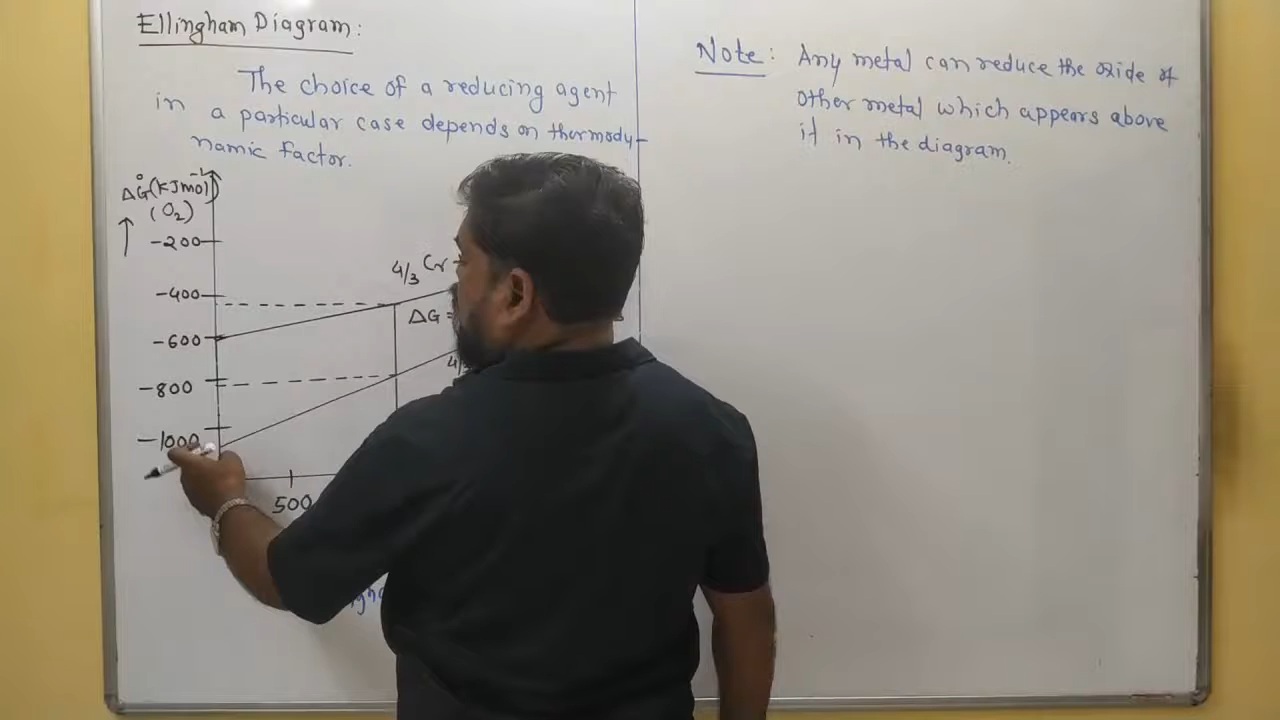 Ellingham Diagram:
The choice of a reducing agent
in a particular case depends on thermody-
namic factor.
ΔG° (KJmol⁻¹)
(O₂)
-200
-400
-600
-800
-1000
500
4/3 Cr
ΔG =
Note: Any metal can reduce the oxide of
other metal which appears above
it in the diagram.